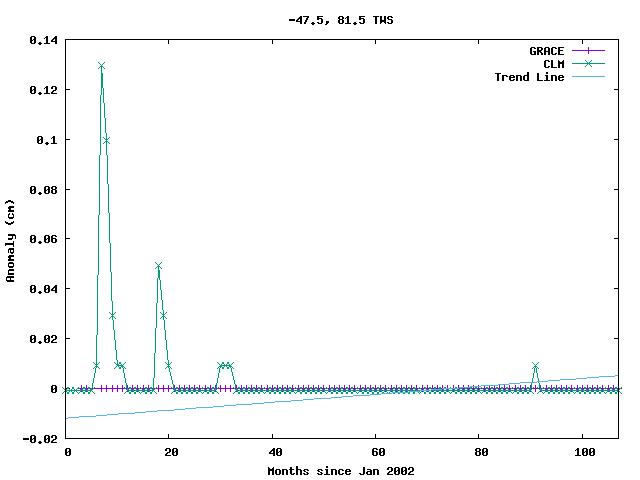 -47.5, 81.5 TWS
GRACE
CLM
Trend Line
0.14
0.12
0.1
0.08
0.06
0.04
0.02
0
-0.02
Anomaly (cm)
0 20 40 60 80 100
Months since Jan 2002